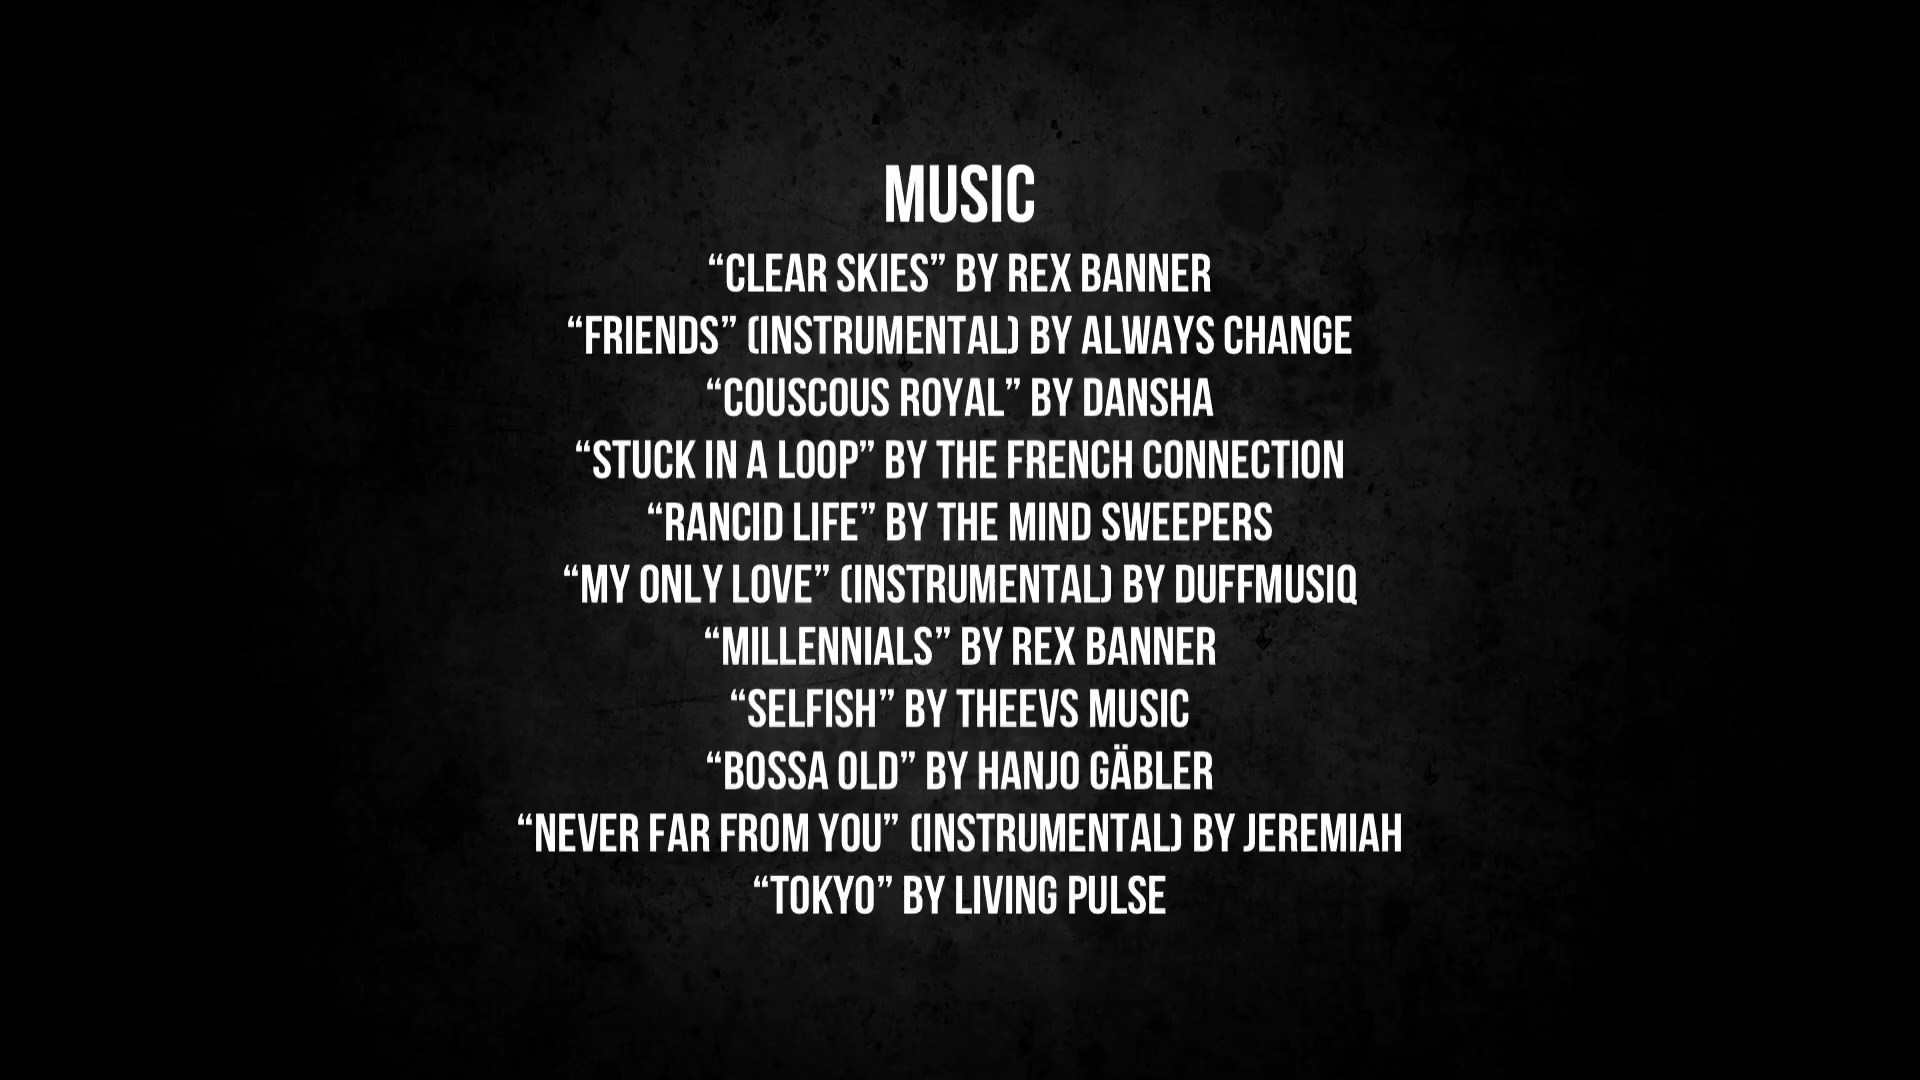 MUSIC
“CLEAR SKIES” BY REX BANNER
“FRIENDS” (INSTRUMENTAL) BY ALWAYS CHANGE
“COUSCOUS ROYAL” BY DANSHA
“STUCK IN A LOOP” BY THE FRENCH CONNECTION
“RANCID LIFE” BY THE MIND SWEEPERS
“MY ONLY LOVE” (INSTRUMENTAL) BY DUFFMUSIQ
“MILLENNIALS” BY REX BANNER
“SELFISH” BY THEEVS MUSIC
“BOSSA OLD” BY HANJO GÄBLER
“NEVER FAR FROM YOU” (INSTRUMENTAL) BY JEREMIAH
“TOKYO” BY LIVING PULSE